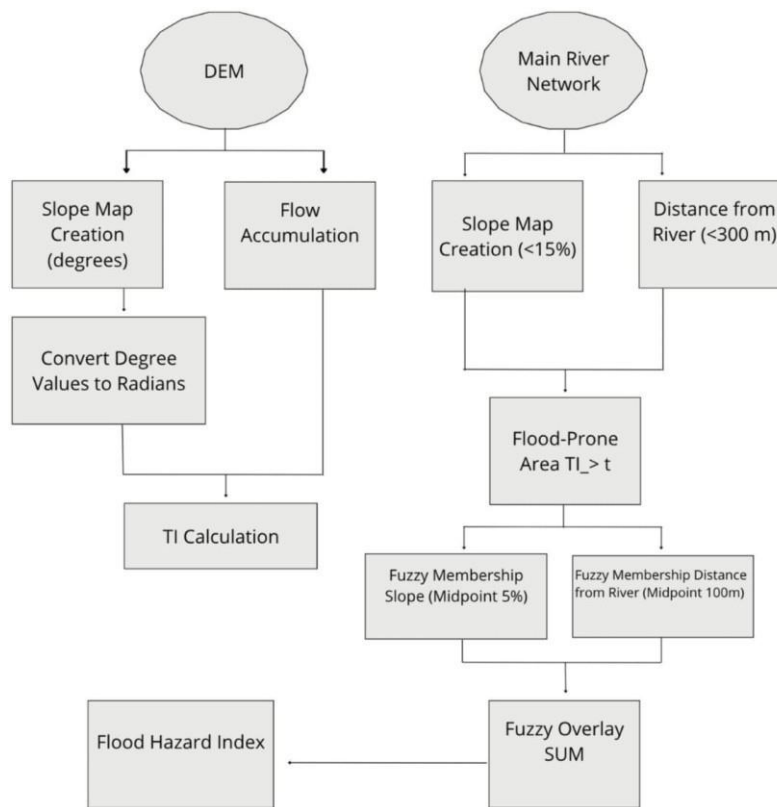 DEM
Main River
Network
Slope Map
Creation
(degrees)
Flow
Accumulation
Slope Map
Creation (<15%)
Distance from
River (<300 m)
Convert Degree
Values to Radians
Flood-Prone
Area TI_> t
TI Calculation
Fuzzy Membership
Slope (Midpoint 5%)
Fuzzy Membership Distance
from River (Midpoint 100m)
Flood Hazard Index
Fuzzy Overlay
SUM